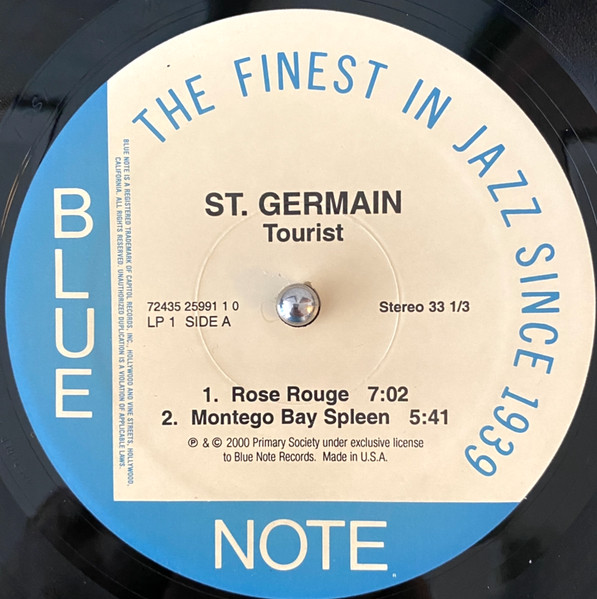 THE FINEST IN JAZZ SINCE 1939
BLUE
BLUE NOTE IS A REGISTERED TRADEMARK OF CAPITOL RECORDS, INC., HOLLYWOOD AND VINE STREETS, HOLLYWOOD,
CALIFORNIA. ALL RIGHTS RESERVED. UNAUTHORIZED DUPLICATION IS A VIOLATION OF APPLICABLE LAWS.
ST. GERMAIN
Tourist
72435 25991 1 0
LP 1 SIDE A
Stereo 33 1/3
1. Rose Rouge 7:02
2. Montego Bay Spleen 5:41
℗ & © 2000 Primary Society under exclusive license
to Blue Note Records. Made in U.S.A.
NOTE